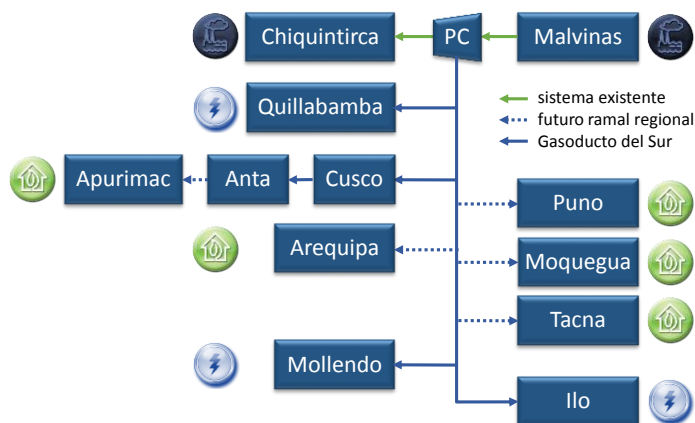 Chiquintirca
PC
Malvinas
Quillabamba
sistema existente
futuro ramal regional
Gasoducto del Sur
Apurimac
Anta
Cusco
Puno
Arequipa
Moquegua
Tacna
Mollendo
Ilo